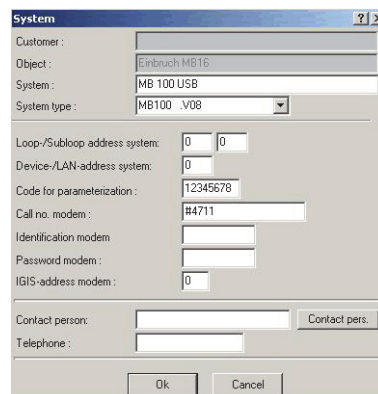 System ? X
Customer :
Object : Einbruch MB16
System : MB 100 USB
System type : MB100 .V08
Loop-/Subloop address system: 0 0
Device-/LAN-address system: 0
Code for parameterization : 12345678
Call no. modem : #4711
Identification modem
Password modem :
IGIS-address modem : 0
Contact person: Contact pers.
Telephone :
Ok Cancel